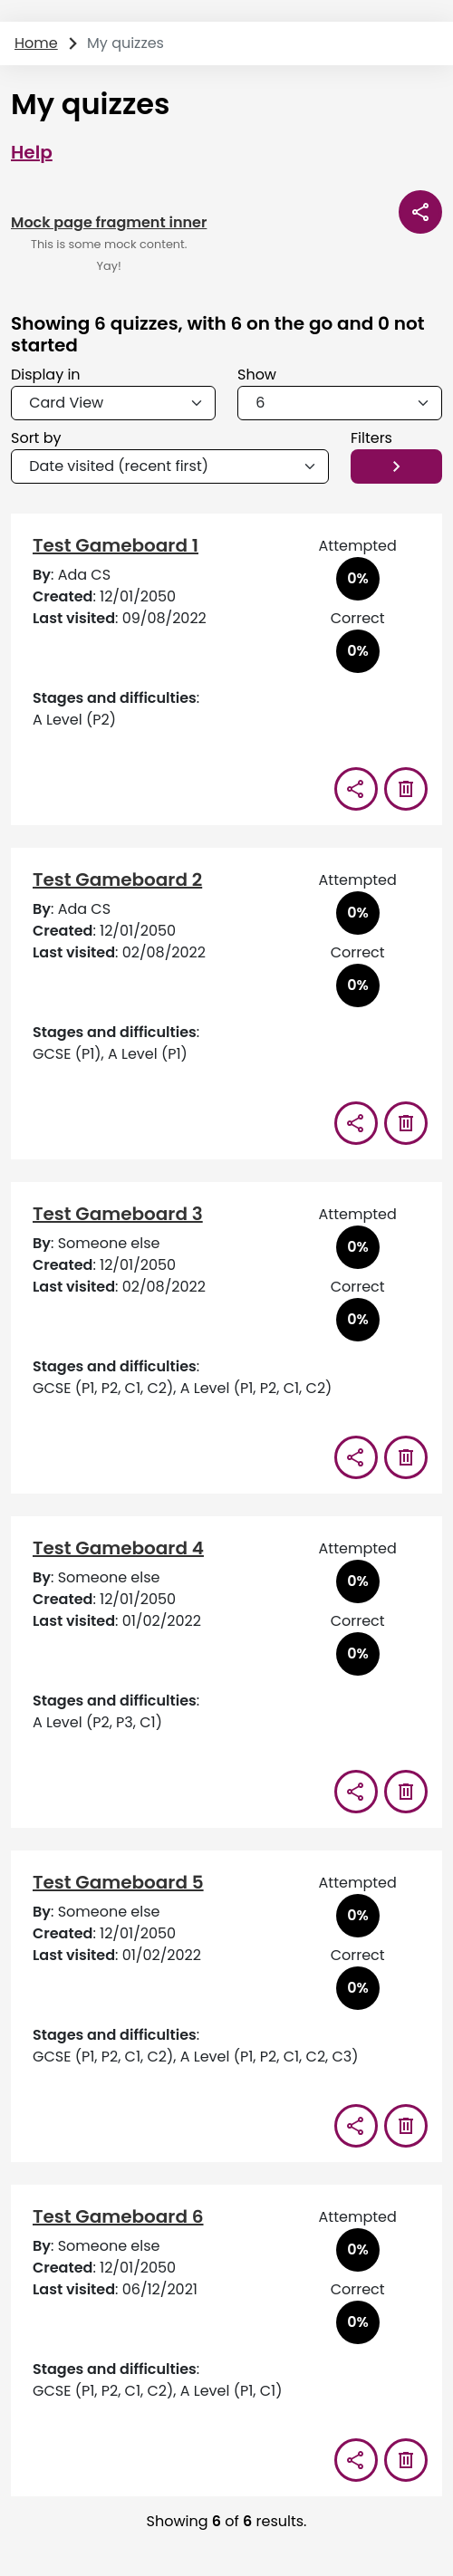 Home My quizzes
My quizzes
Help
Mock page fragment inner
This is some mock content.
Yay!
Showing 6 quizzes, with 6 on the go and 0 not
started
Display in Show
Card View 6
Sort by Filters
Date visited (recent first)
Test Gameboard 1
By: Ada CS
Created: 12/01/2050
Last visited: 09/08/2022
Attempted
0%
Correct
0%
Stages and difficulties:
A Level (P2)
Test Gameboard 2
By: Ada CS
Created: 12/01/2050
Last visited: 02/08/2022
Attempted
0%
Correct
0%
Stages and difficulties:
GCSE (P1), A Level (P1)
Test Gameboard 3
By: Someone else
Created: 12/01/2050
Last visited: 02/08/2022
Attempted
0%
Correct
0%
Stages and difficulties:
GCSE (P1, P2, C1, C2), A Level (P1, P2, C1, C2)
Test Gameboard 4
By: Someone else
Created: 12/01/2050
Last visited: 01/02/2022
Attempted
0%
Correct
0%
Stages and difficulties:
A Level (P2, P3, C1)
Test Gameboard 5
By: Someone else
Created: 12/01/2050
Last visited: 01/02/2022
Attempted
0%
Correct
0%
Stages and difficulties:
GCSE (P1, P2, C1, C2), A Level (P1, P2, C1, C2, C3)
Test Gameboard 6
By: Someone else
Created: 12/01/2050
Last visited: 06/12/2021
Attempted
0%
Correct
0%
Stages and difficulties:
GCSE (P1, P2, C1, C2), A Level (P1, C1)
Showing 6 of 6 results.